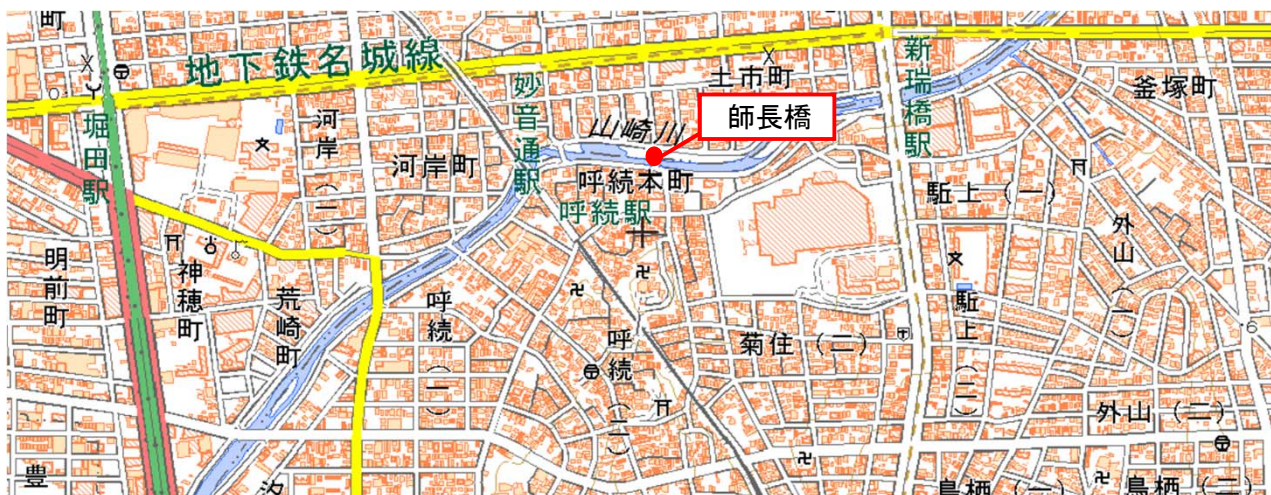 町
地下鉄名城線
堀田駅
河岸(一)
河岸町
妙音通駅
山崎川
土市町
師長橋
新瑞橋駅
釜塚町
呼続本町
呼続駅
駈上(一)
外山(一)
明前町
神穂町
荒崎町
呼続(一)
呼続(二)
菊住(二)
駈上(二)
外山(二)
6
豊
鳥栖(一)
鳥栖(二)